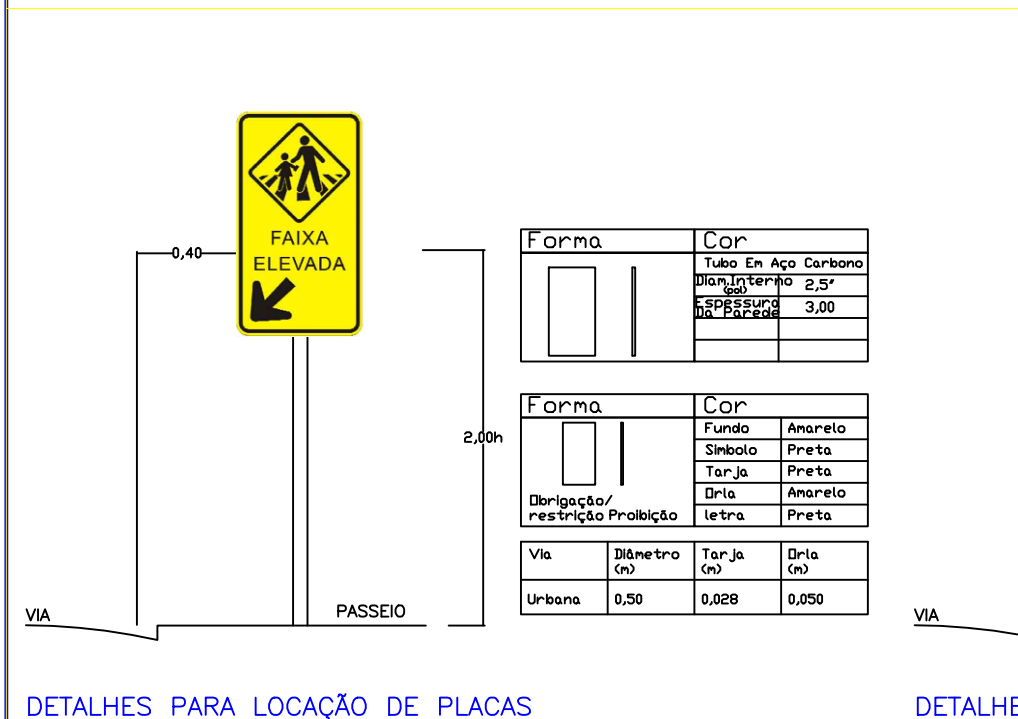 FAIXA
ELEVADA
0,40
2,00h
VIA
PASSEIO
Forma Cor
Tubo Em Aço Carbono
Diam.Interno (pol) 2,5"
Espessura Da Parede 3,00
Forma Cor
Fundo Amarelo
Simbolo Preta
Tarja Preta
Orla Amarelo
letra Preta
Obrigação/
restrição Proibição
Via Diâmetro (m) Tarja (m) Orla (m)
Urbana 0,50 0,028 0,050
VIA
DETALHES PARA LOCAÇÃO DE PLACAS
DETALHE